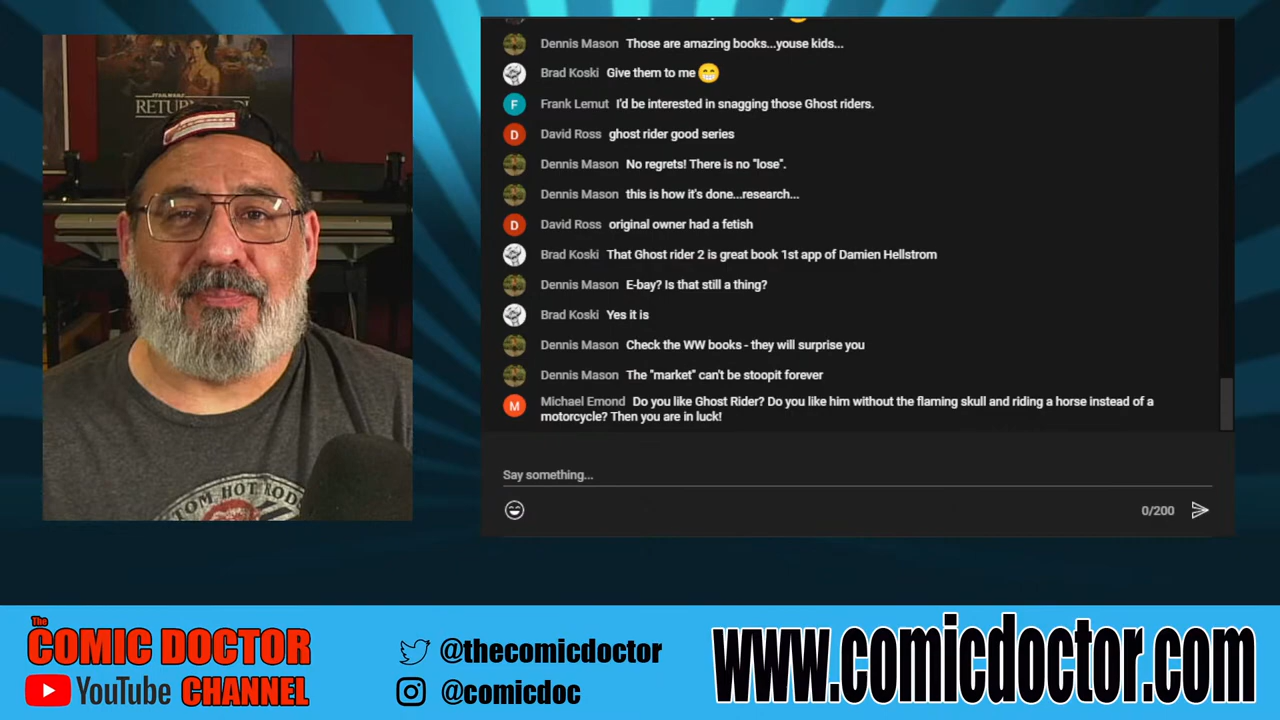 STAR WARS
RETURN
JEDI
TOM HOT RODS
Dennis Mason Those are amazing books...youse kids...
Brad Koski Give them to me 😁
F Frank Lemut I'd be interested in snagging those Ghost riders.
D David Ross ghost rider good series
Dennis Mason No regrets! There is no "lose".
Dennis Mason this is how it's done...research...
D David Ross original owner had a fetish
Brad Koski That Ghost rider 2 is great book 1st app of Damien Hellstrom
Dennis Mason E-bay? Is that still a thing?
Brad Koski Yes it is
Dennis Mason Check the WW books - they will surprise you
Dennis Mason The "market" can't be stoopit forever
M Michael Emond Do you like Ghost Rider? Do you like him without the flaming skull and riding a horse instead of a
motorcycle? Then you are in luck!
Say something...
0/200
The
COMIC DOCTOR
YouTube CHANNEL
@thecomicdoctor
@comicdoc
www.comicdoctor.com